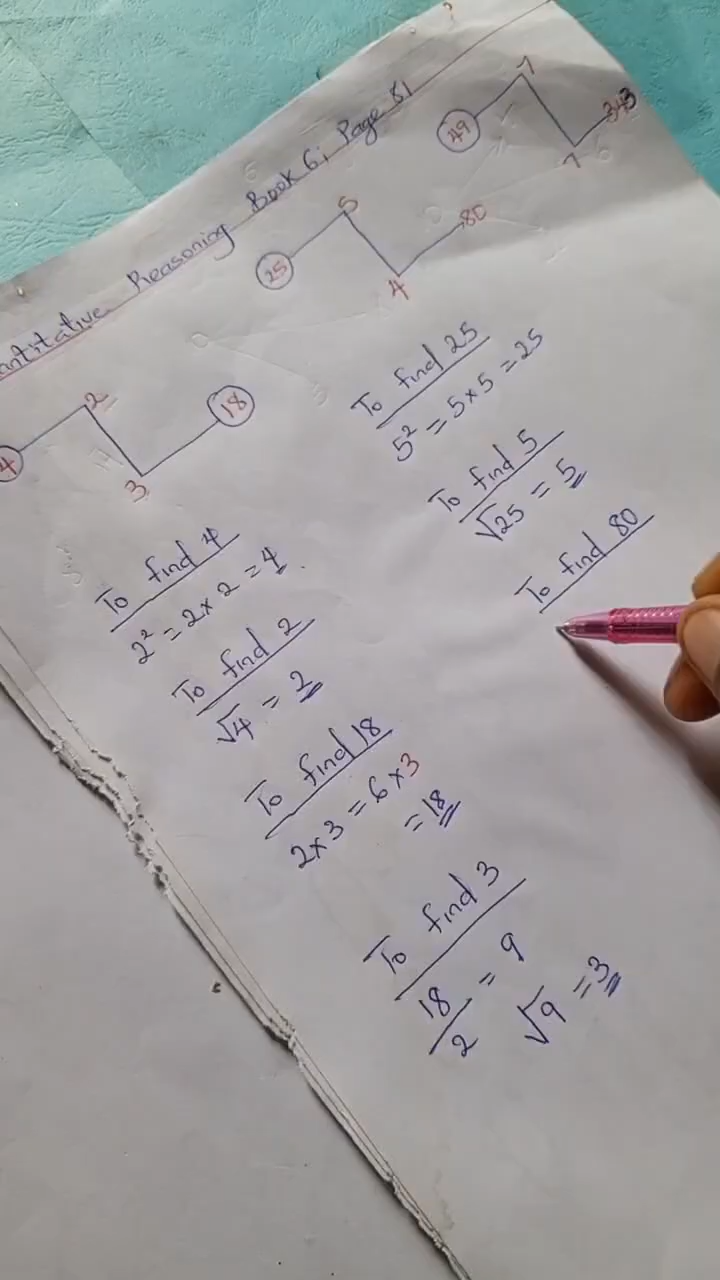 Reasoning Book 6; Page 81
4 2 3 18
25 5 4 80
49 7 7 343
To find 4
2² = 2 x 2 = 4
To find 2
√4 = 2
To find 18
2 x 3 = 6 x 3
= 18
To find 3
18/2 = 9 √9 = 3
To find 25
5² = 5 x 5 = 25
To find 5
√25 = 5
To find 80